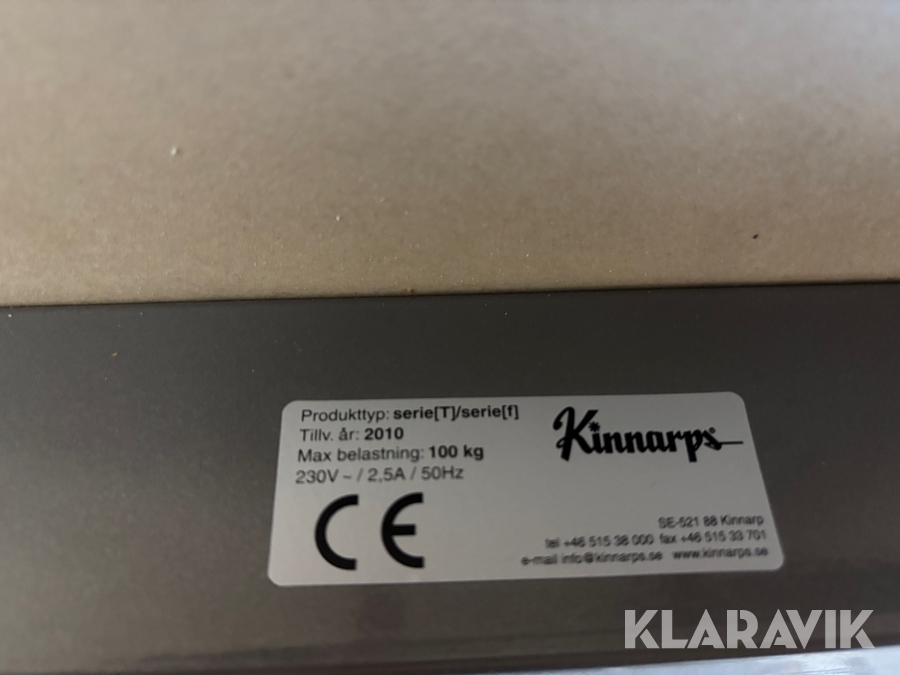 Produkttyp: serie[T]/serie[f]
Tillv. år: 2010
Max belastning: 100 kg
230V ~ / 2,5A / 50Hz
CE
Kinnarps
SE-521 88 Kinnarp
tel +46 515 38 000 fax +46 515 33 701
e-mail info@kinnarps.se www.kinnarps.se
KLARAVIK